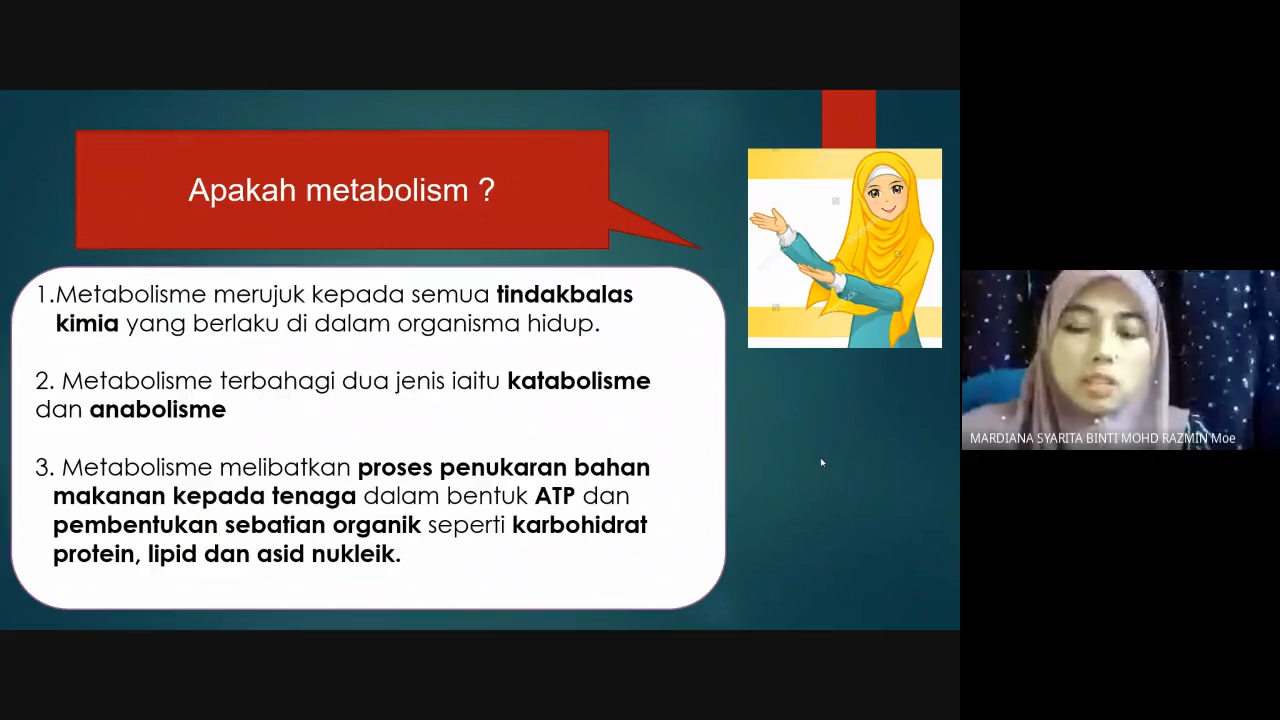 Apakah metabolism ?
1.Metabolisme merujuk kepada semua tindakbalas
kimia yang berlaku di dalam organisma hidup.
2. Metabolisme terbahagi dua jenis iaitu katabolisme
dan anabolisme
3. Metabolisme melibatkan proses penukaran bahan
makanan kepada tenaga dalam bentuk ATP dan
pembentukan sebatian organik seperti karbohidrat
protein, lipid dan asid nukleik.
MARDIANA SYARITA BINTI MOHD RAZMIN Moe